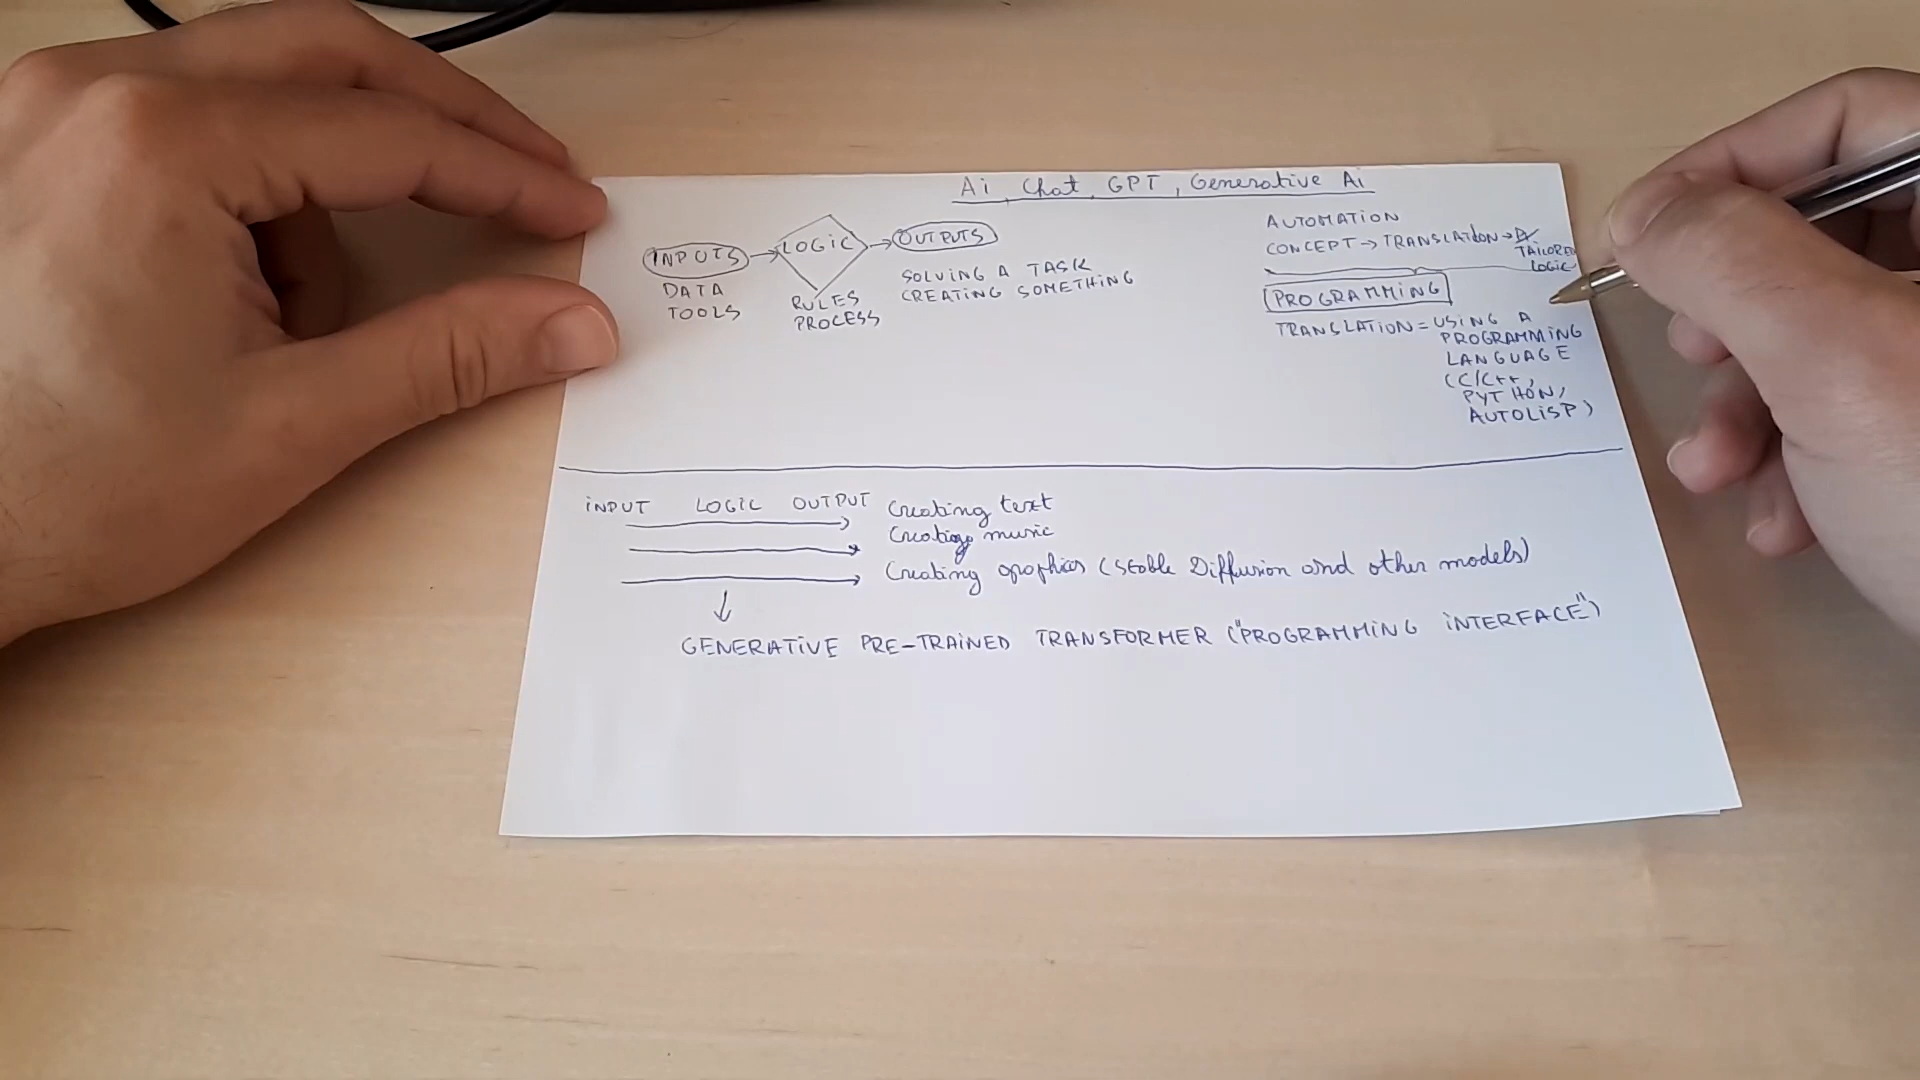 Ai, Chat GPT, Generative Ai
INPUTS → LOGIC → OUTPUTS
DATA
TOOLS
RULES
PROCESS
SOLVING A TASK
CREATING SOMETHING
AUTOMATION
CONCEPT → TRANSLATION →
TAILORED
LOGIC
PROGRAMMING
TRANSLATION = USING A
PROGRAMMING
LANGUAGE
(C/C++,
PYTHON,
AUTOLISP)
INPUT LOGIC OUTPUT
Creating text
Creating music
Creating graphics (Stable Diffusion and other models)
GENERATIVE PRE-TRAINED TRANSFORMER ("PROGRAMMING INTERFACE")